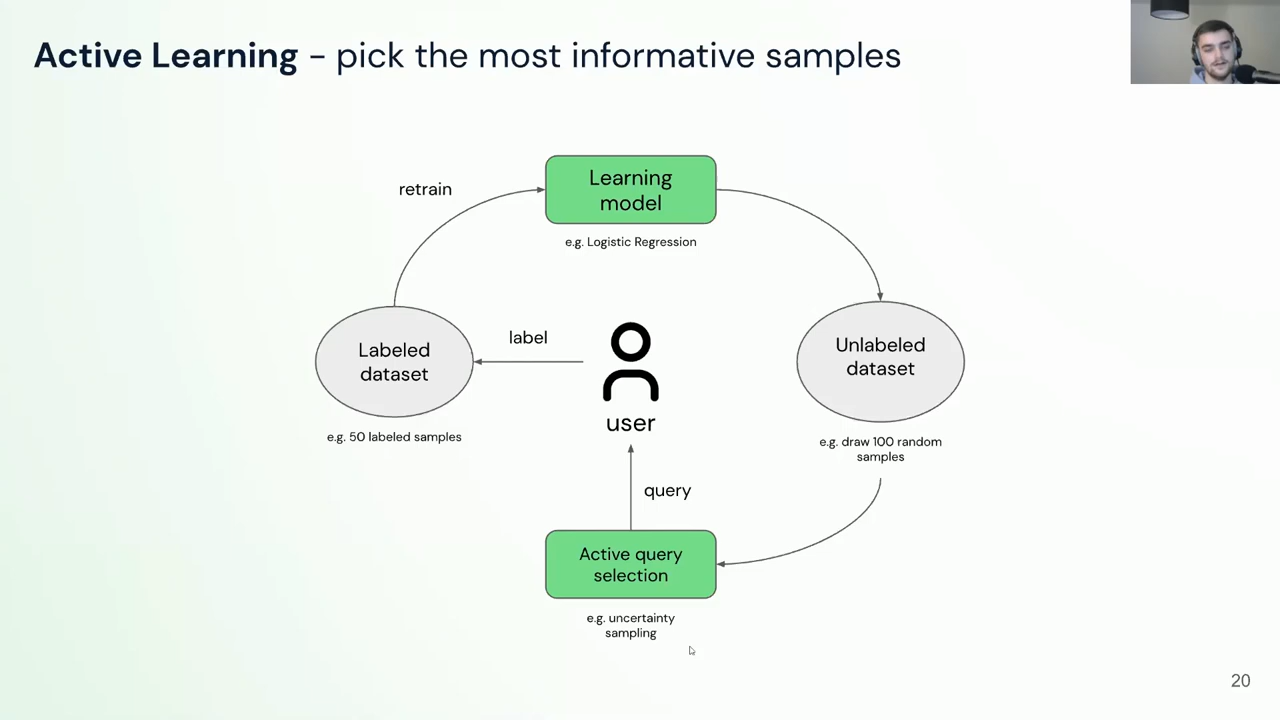 Active Learning - pick the most informative samples
retrain
Learning
model
e.g. Logistic Regression
label
Labeled
dataset
e.g. 50 labeled samples
user
Unlabeled
dataset
e.g. draw 100 random
samples
query
Active query
selection
e.g. uncertainty
sampling
20